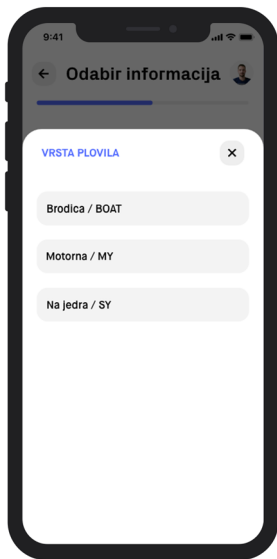 9:41
Odabir informacija
VRSTA PLOVILA
Brodica / BOAT
Motorna / MY
Na jedra / SY